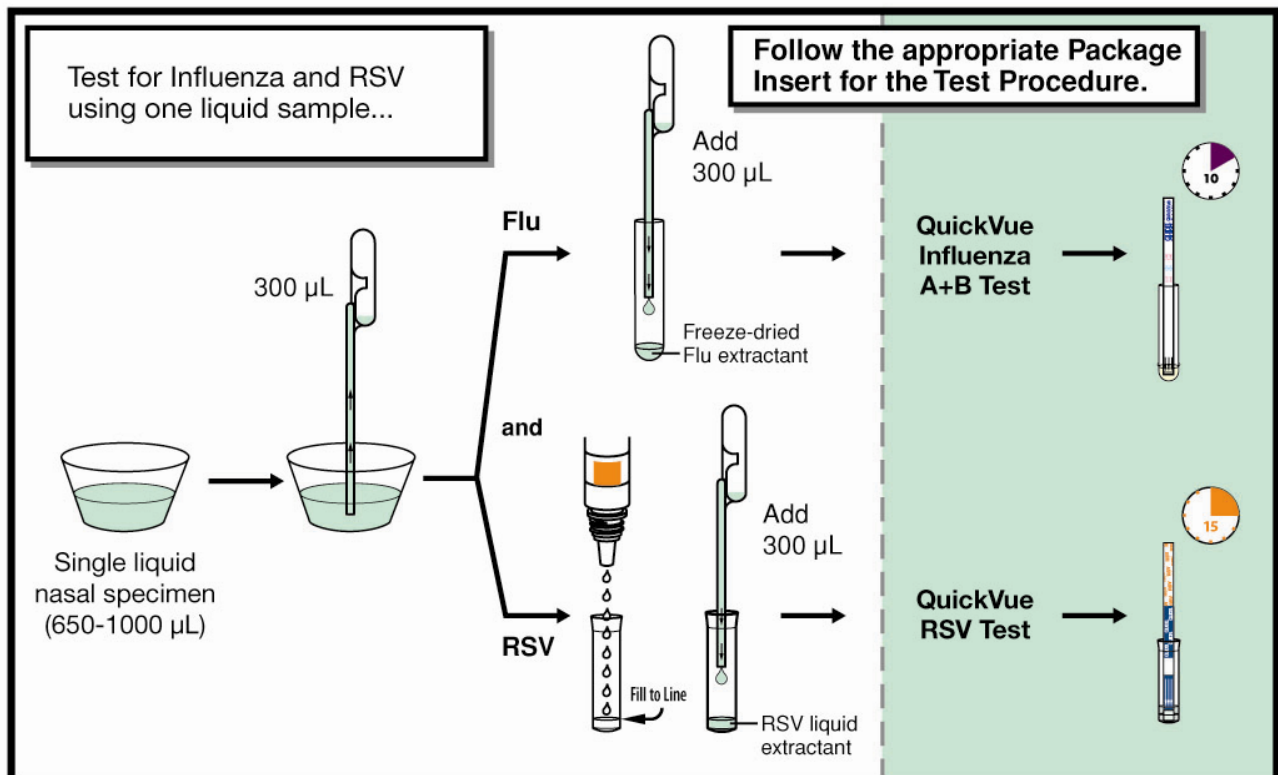 Test for Influenza and RSV
using one liquid sample...
Follow the appropriate Package
Insert for the Test Procedure.
Single liquid
nasal specimen
(650-1000 µL)
300 µL
Flu
Add
300 µL
Freeze-dried
Flu extractant
QuickVue
Influenza
A+B Test
10
and
RSV
Fill to Line
Add
300 µL
RSV liquid
extractant
QuickVue
RSV Test
15